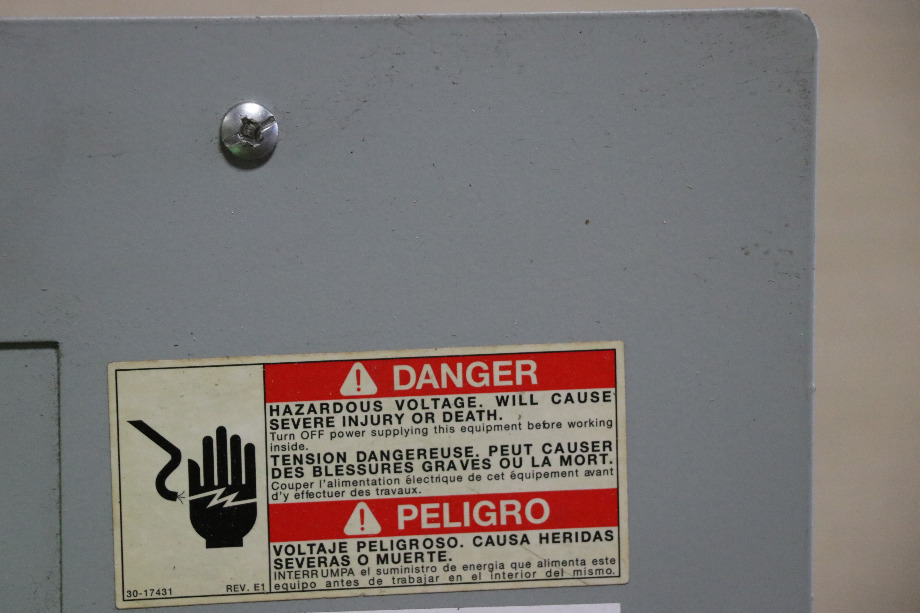 DANGER
HAZARDOUS VOLTAGE. WILL CAUSE
SEVERE INJURY OR DEATH.
Turn OFF power supplying this equipment before working
inside.
TENSION DANGEREUSE. PEUT CAUSER
DES BLESSURES GRAVES OU LA MORT.
Couper l'alimentation électrique de cet équipement avant
d'y effectuer des travaux.
PELIGRO
VOLTAJE PELIGROSO. CAUSA HERIDAS
SEVERAS O MUERTE.
INTERRUMPA el suministro de energia que alimenta este
equipo antes de trabajar en el interior del mismo.
30-17431 REV. E1